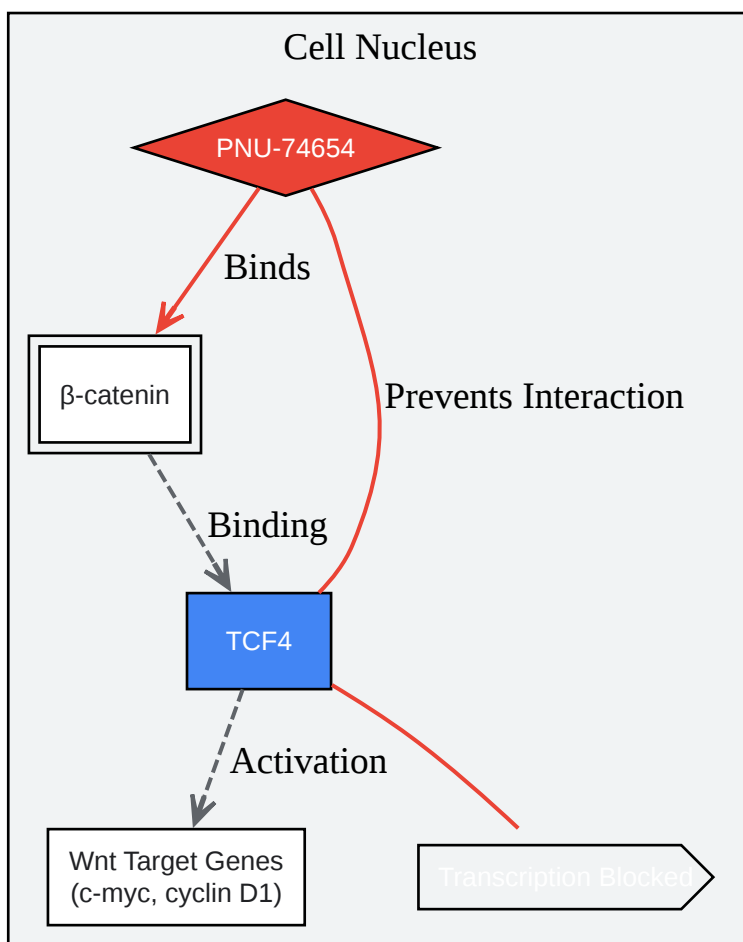 Cell Nucleus
PNU-74654
Binds
β-catenin
Prevents Interaction
Binding
TCF4
Activation
Wnt Target Genes
(c-myc, cyclin D1)
Transcription Blocked